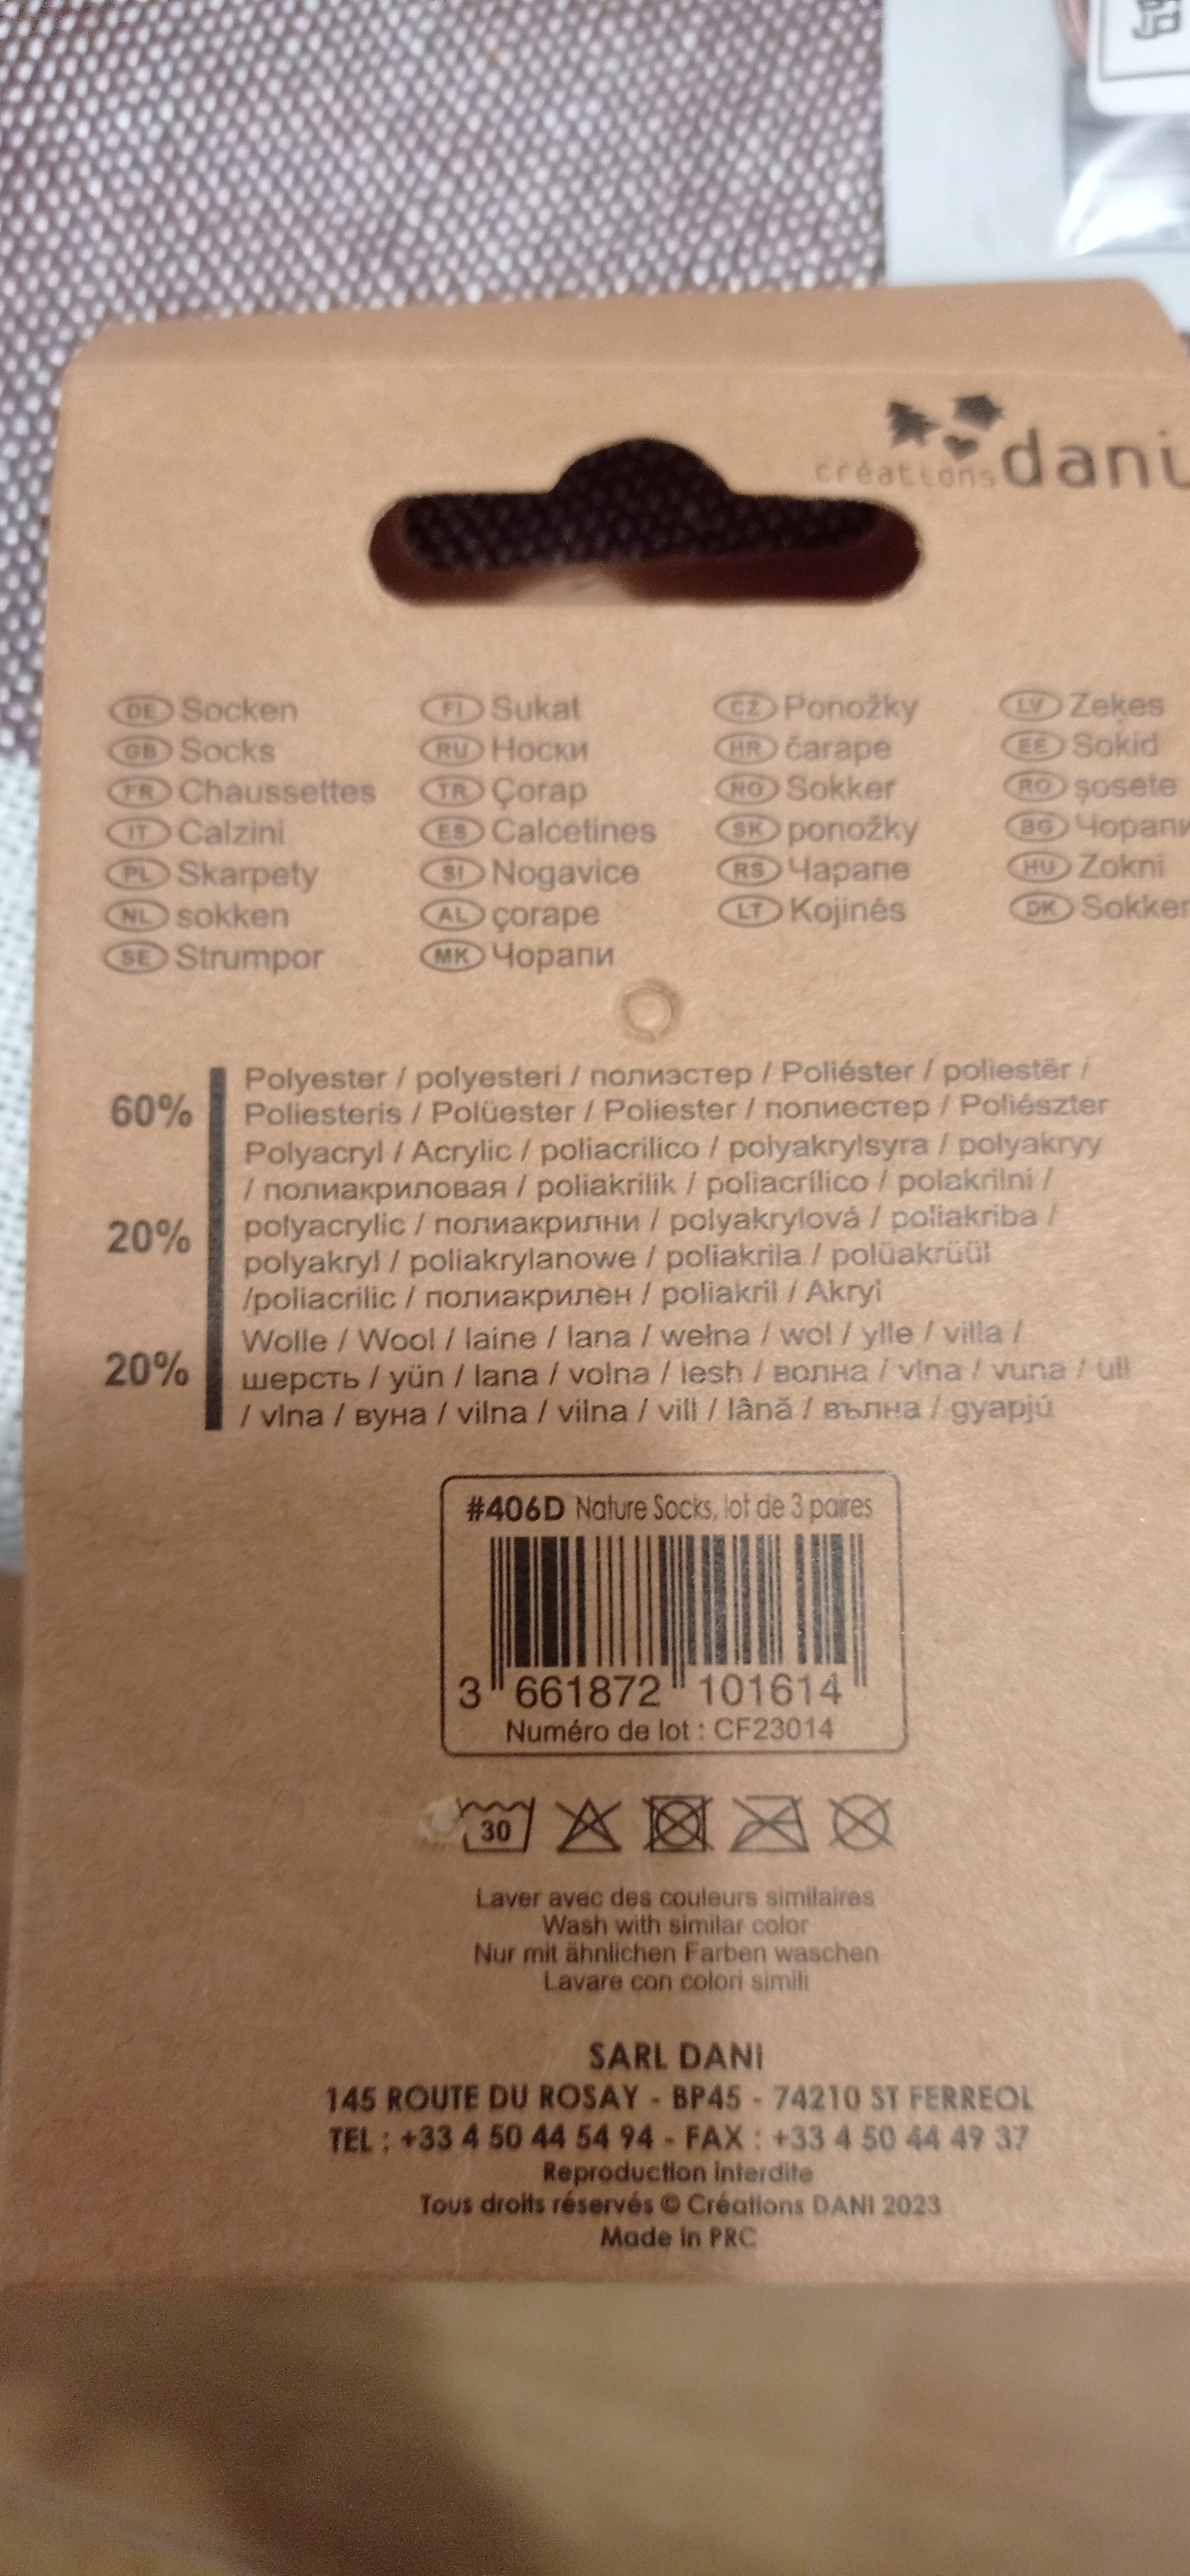 créations dani
DE Socken
GB Socks
FR Chaussettes
IT Calzini
PL Skarpety
NL sokken
SE Strumpor
FI Sukat
RU Носки
TR Çorap
ES Calcetines
SI Nogavice
AL çorape
MK Чорапи
CZ Ponožky
HR čarape
NO Sokker
SK ponožky
RS Чарапе
LT Kojinės
LV Zeķes
EE Sokid
RO șosete
BG Чорапи
HU Zokni
DK Sokker
60%
Polyester / polyesteri / полиэстер / Poliéster / poliestër /
Poliesteris / Polüester / Poliester / полиестер / Poliészter
20%
Polyacryl / Acrylic / poliacrilico / polyakrylsyra / polyakryy
/ полиакриловая / poliakrilik / poliacrílico / polakrilni /
polyacrylic / полиакрилни / polyakrylová / poliakriba /
polyakryl / poliakrylanowe / poliakrila / polüakrüül
/poliacrilic / полиакрилен / poliakril / Akryl
20%
Wolle / Wool / laine / lana / wełna / wol / ylle / villa /
шерсть / yün / lana / volna / lesh / волна / vlna / vuna / ull
/ vlna / вуна / vilna / vilna / vill / lână / вълна / gyapjú
#406D Nature Socks, lot de 3 paires
3 661872 101614
Numéro de lot : CF23014
30
Laver avec des couleurs similaires
Wash with similar color
Nur mit ähnlichen Farben waschen
Lavare con colori simili
SARL DANI
145 ROUTE DU ROSAY - BP45 - 74210 ST FERREOL
TEL : +33 4 50 44 54 94 - FAX : +33 4 50 44 49 37
Reproduction interdite
Tous droits réservés © Créations DANI 2023
Made in PRC